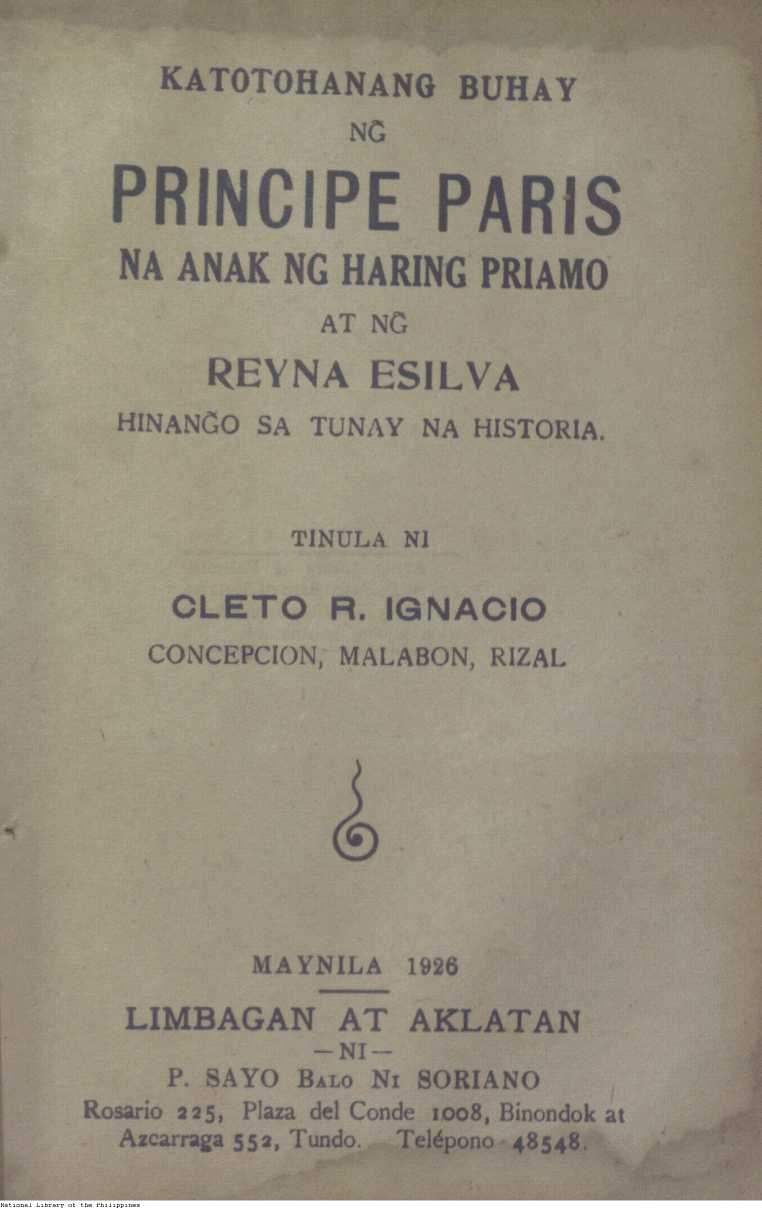 KATOTOHANANG BUHAY
NG̃
PRINCIPE PARIS
NA ANAK NG HARING PRIAMO
AT NG̃
REYNA ESILVA
HINANG̃O SA TUNAY NA HISTORIA.
TINULA NI
CLETO R. IGNACIO
CONCEPCION, MALABON, RIZAL
MAYNILA 1926
LIMBAGAN AT AKLATAN
—NI—
P. SAYO BALO NI SORIANO
Rosario 225, Plaza del Conde 1008, Binondok at
Azcarraga 552, Tundo. Telépono 48548.
National Library of the Philippines